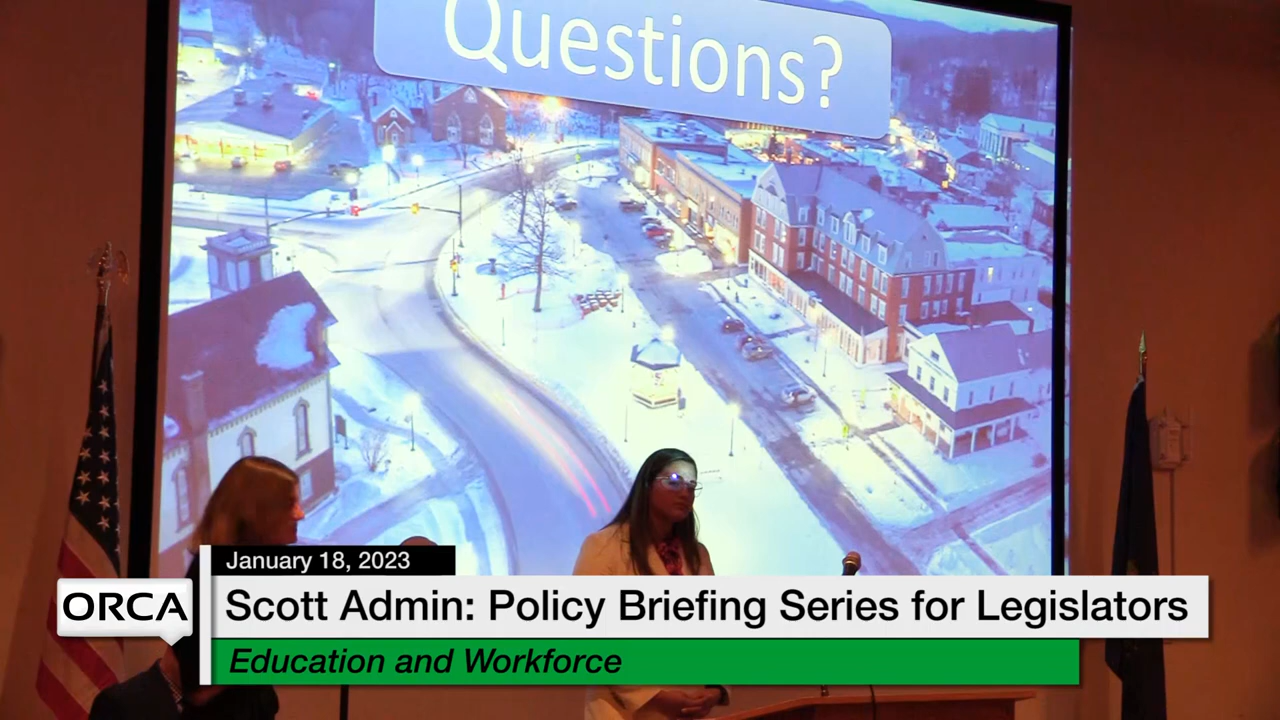 Questions?
January 18, 2023
ORCA
Scott Admin: Policy Briefing Series for Legislators
Education and Workforce